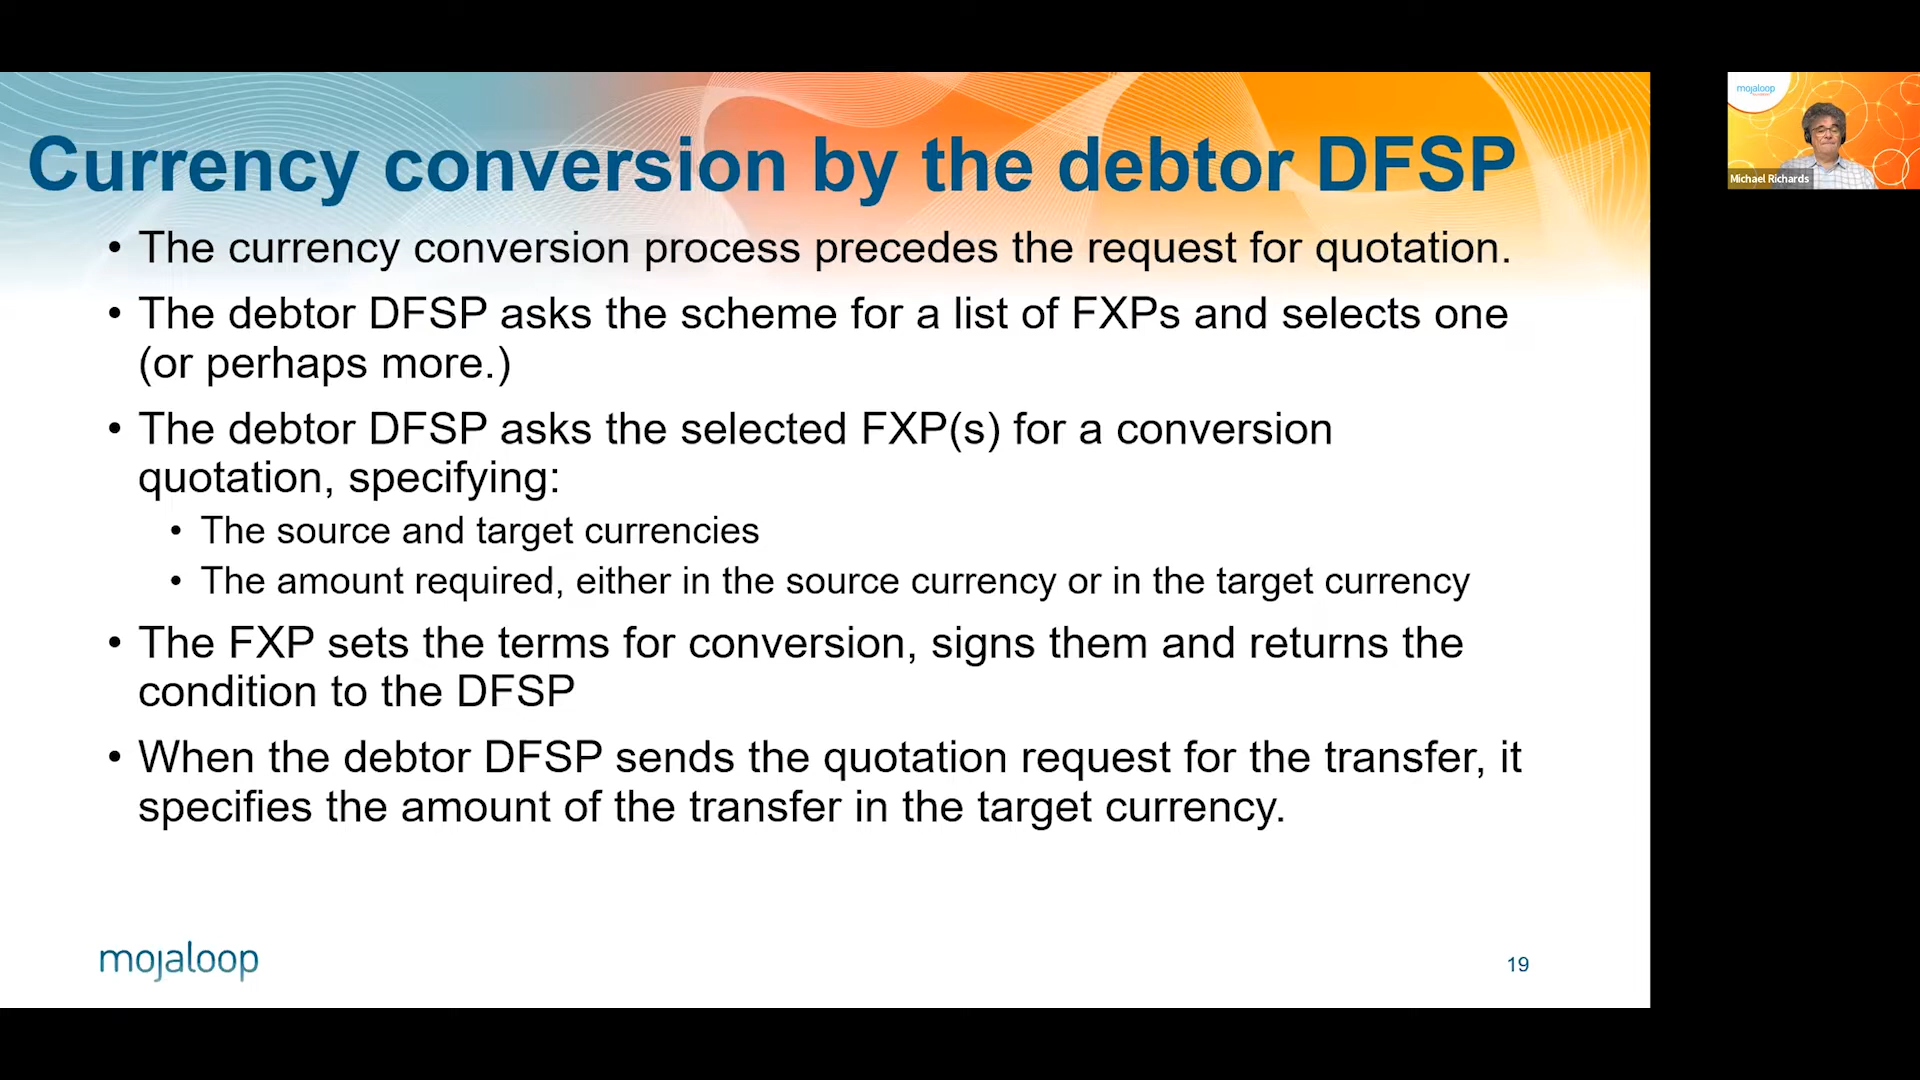 Currency conversion by the debtor DFSP
• The currency conversion process precedes the request for quotation.
• The debtor DFSP asks the scheme for a list of FXPs and selects one
(or perhaps more.)
• The debtor DFSP asks the selected FXP(s) for a conversion
quotation, specifying:
• The source and target currencies
• The amount required, either in the source currency or in the target currency
• The FXP sets the terms for conversion, signs them and returns the
condition to the DFSP
• When the debtor DFSP sends the quotation request for the transfer, it
specifies the amount of the transfer in the target currency.
mojaloop
19
mojaloop
Michael Richards